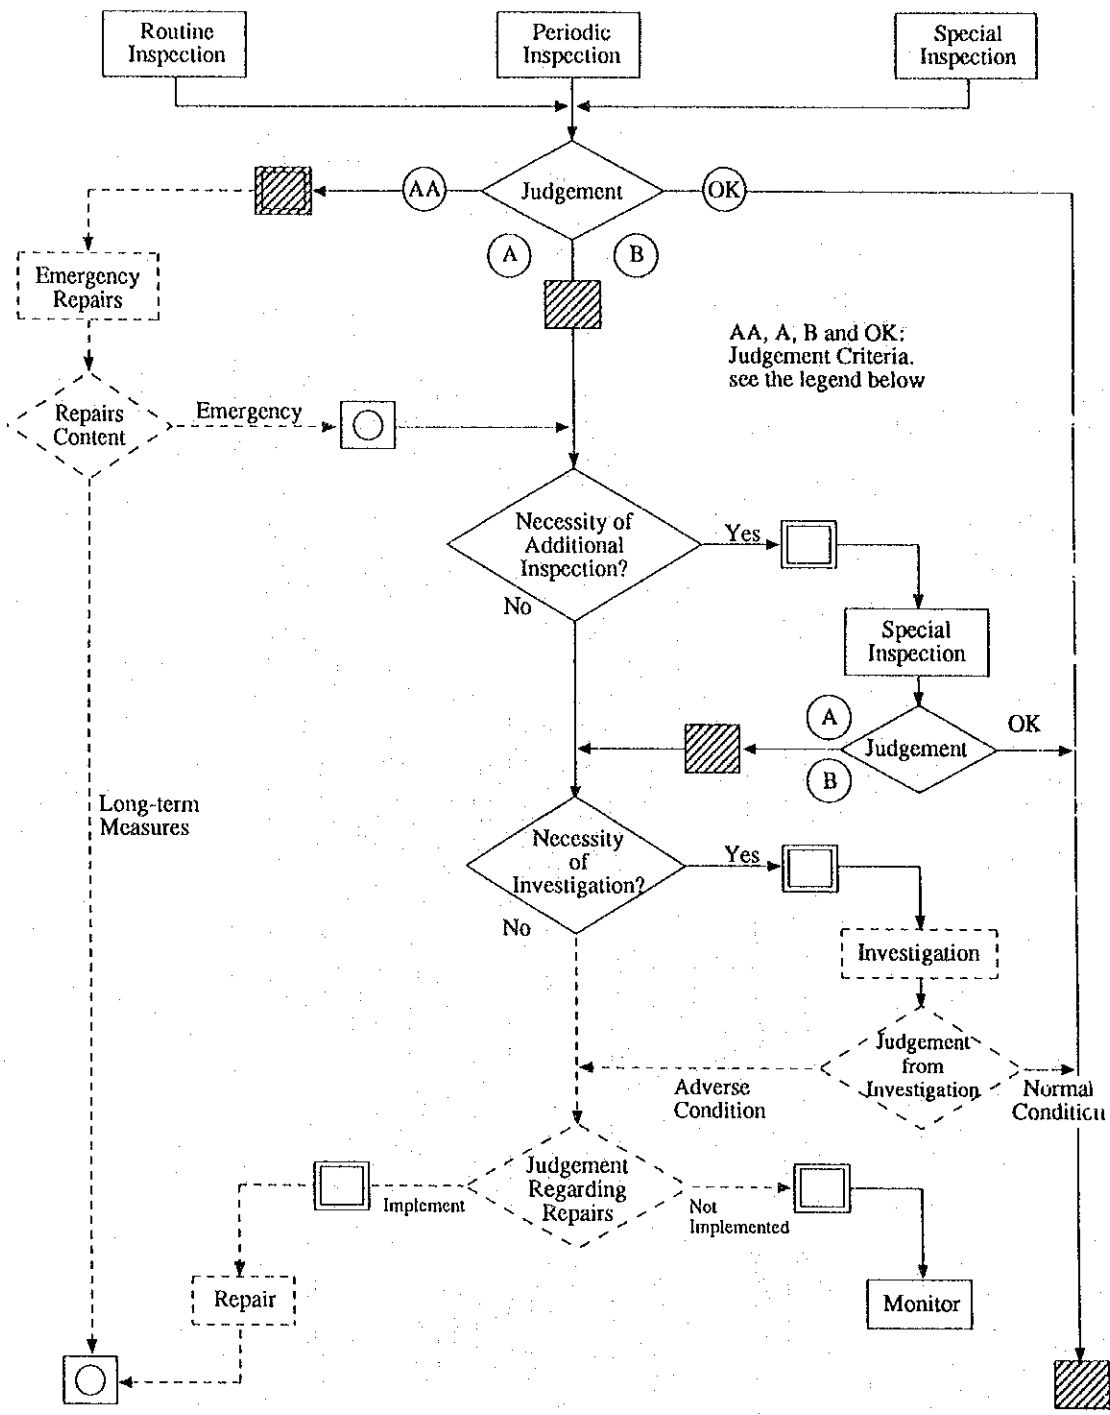 Routine
Inspection
Periodic
Inspection
Special
Inspection
AA
Judgement
OK
A
B
Emergency
Repairs
AA, A, B and OK:
Judgement Criteria.
see the legend below
Repairs
Content
Emergency
Necessity of
Additional
Inspection?
Yes
No
Special
Inspection
A
Judgement
OK
B
Long-term
Measures
Necessity
of
Investigation?
Yes
No
Investigation
Judgement
from
Investigation
Adverse
Condition
Normal
Condition
Judgement
Regarding
Repairs
Implement
Not
Implemented
Repair
Monitor